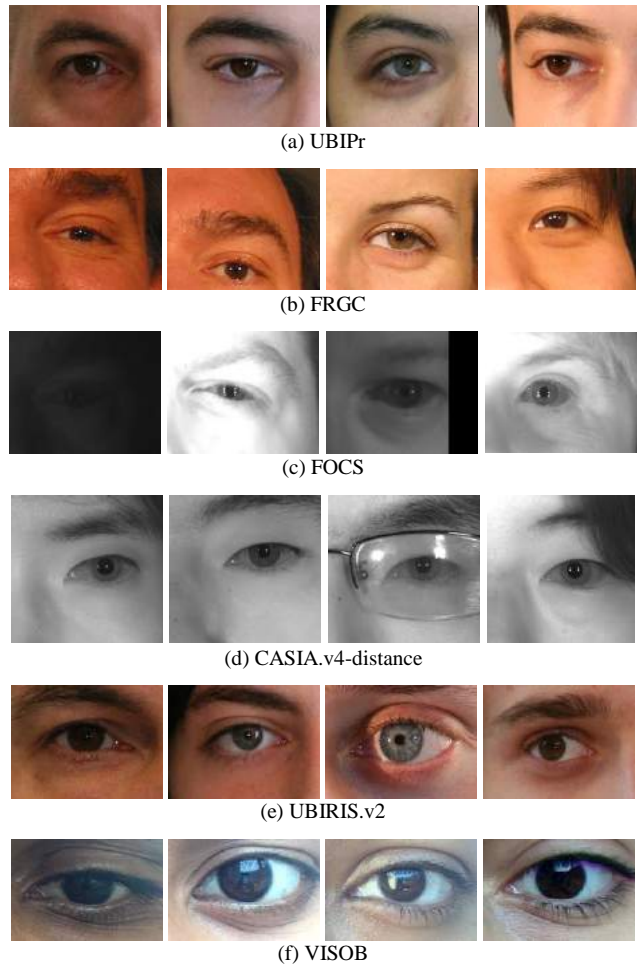 (a) UBIPr
(b) FRGC
(c) FOCS
(d) CASIA.v4-distance
(e) UBIRIS.v2
(f) VISOB